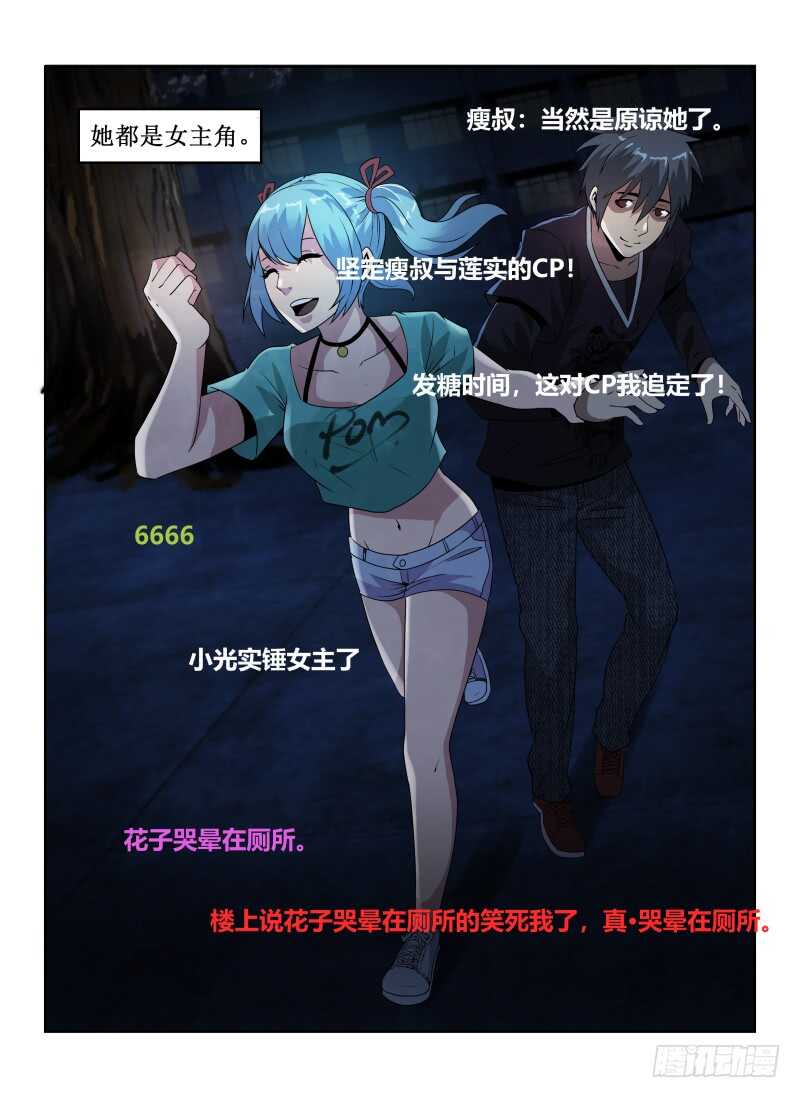 瘦叔：当然是原谅她了。
她都是女主角。
坚定瘦叔与莲实的CP！
发糖时间，这对CP我追定了！
Pom
6666
小光实锤女主了
花子哭晕在厕所。
楼上说花子哭晕在厕所的笑死我了，真·哭晕在厕所。
腾讯动漫